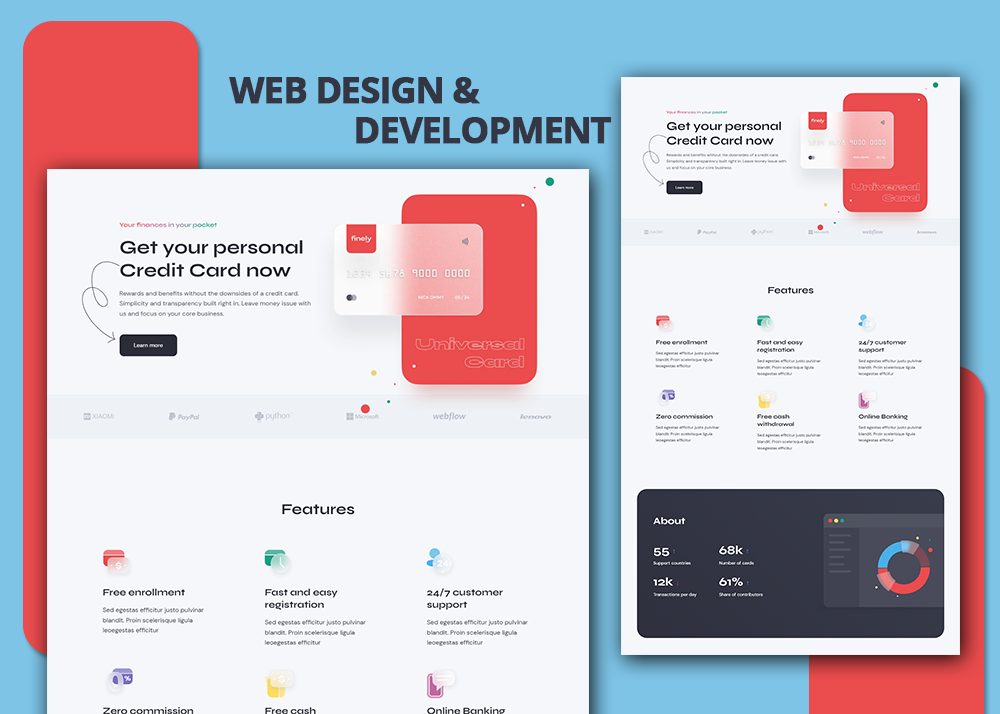 WEB DESIGN &
DEVELOPMENT
Your finances in your pocket
Get your personal
Credit Card now
Rewards and benefits without the downsides of a credit card.
Simplicity and transparency built right in. Leave money issue with
us and focus on your core business.
Learn more
finely
1234 5678 9000 0000
NICK OHMY 05 / 24
Universal
Card
XIAOMI PayPal python Microsoft webflow lenovo
Features
Free enrollment
Sed egestas efficitur justo pulvinar
blandit. Proin scelerisque ligula
leoegestas efficitur
Fast and easy
registration
Sed egestas efficitur justo pulvinar
blandit. Proin scelerisque ligula
leoegestas efficitur
24
24/7 customer
support
Sed egestas efficitur justo pulvinar
blandit. Proin scelerisque ligula
leoegestas efficitur
Zero commission
Free cash
Online Banking
Your finances in your pocket
Get your personal
Credit Card now
Rewards and benefits without the downsides of a credit card.
Simplicity and transparency built right in. Leave money issue with
us and focus on your core business.
Learn more
finely
Universal
Card
XIAOMI PayPal python Microsoft webflow lenovo
Features
Free enrollment
Sed egestas efficitur justo pulvinar
blandit. Proin scelerisque ligula
leoegestas efficitur
Fast and easy
registration
Sed egestas efficitur justo pulvinar
blandit. Proin scelerisque ligula
leoegestas efficitur
24/7 customer
support
Sed egestas efficitur justo pulvinar
blandit. Proin scelerisque ligula
leoegestas efficitur
Zero commission
Sed egestas efficitur justo pulvinar
blandit. Proin scelerisque ligula
leoegestas efficitur
Free cash
withdrawal
Sed egestas efficitur justo pulvinar
blandit. Proin scelerisque ligula
leoegestas efficitur
Online Banking
Sed egestas efficitur justo pulvinar
blandit. Proin scelerisque ligula
leoegestas efficitur
About
55 ↑
Support countries
68k ↑
Number of cards
12k ↓
Transactions per day
61% ↑
Share of contributors